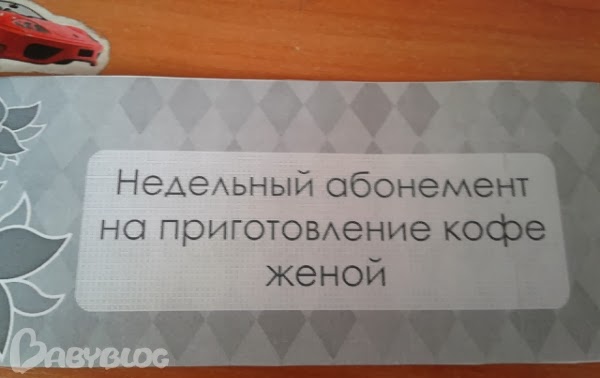 Недельный абонемент
на приготовление кофе
женой
BABYBLOG